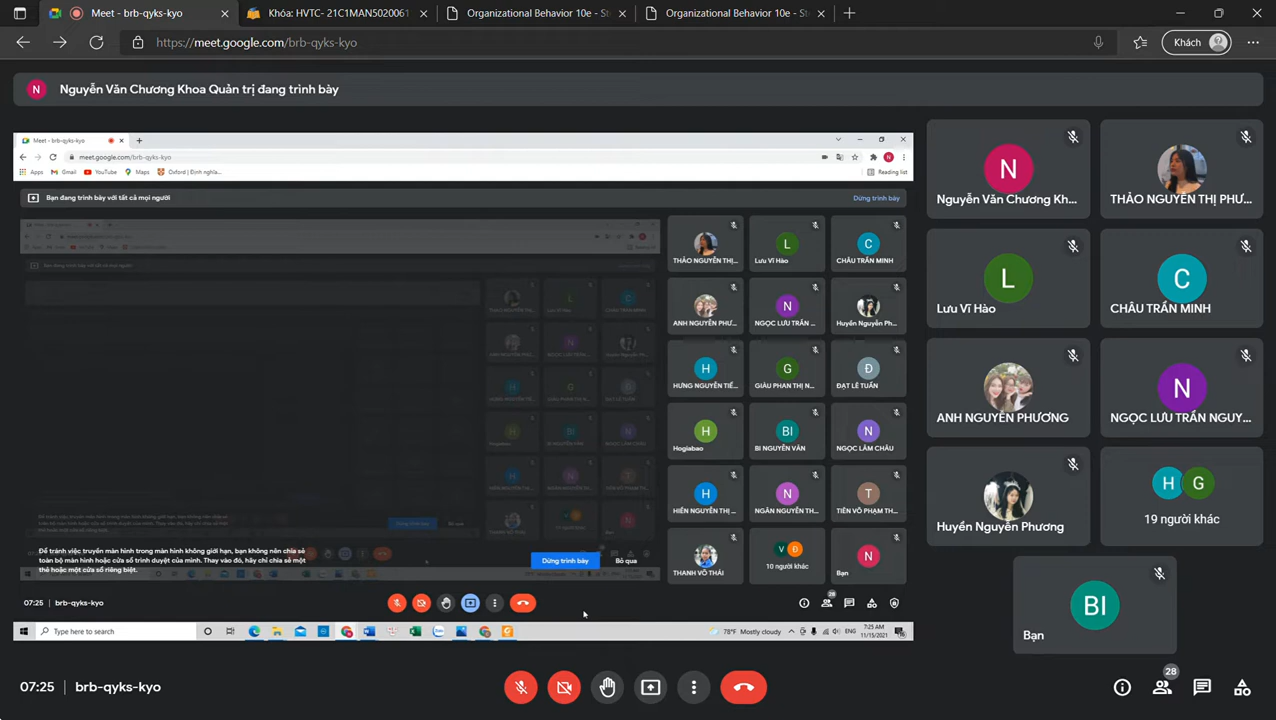 Meet - brb-qyks-kyo
Khóa: HVTC- 21C1MAN5020061
Organizational Behavior 10e - St
Organizational Behavior 10e - St
https://meet.google.com/brb-qyks-kyo
Khách
N
Nguyễn Văn Chương Khoa Quản trị đang trình bày
Meet - brb-qyks-kyo
meet.google.com/brb-qyks-kyo
N
Apps
Gmail
YouTube
Maps
Oxford | Định nghĩa...
Reading list
Bạn đang trình bày với tất cả mọi người
Dừng trình bày
THẢO NGUYỄN THỊ...
L
Lưu Vĩ Hào
C
CHÂU TRẦN MINH
ANH NGUYỄN PHƯ...
N
NGỌC LƯU TRẦN ...
Huyền Nguyễn Ph...
H
HƯNG NGUYỄN TIẾ...
G
GIÀU PHAN THỊ N...
Đ
ĐẠT LÊ TUẤN
H
Hogiabao
BI
BI NGUYỄN VĂN
N
NGỌC LÂM CHÂU
H
HIỀN NGUYỄN THỊ ...
N
NGÂN NGUYỄN THỊ...
T
TIẾN VÕ PHẠM TH...
THANH VÕ THÁI
V Đ
10 người khác
N
Bạn
Để tránh việc truyền màn hình trong màn hình không giới hạn, bạn không nên chia sẻ
toàn bộ màn hình hoặc cửa sổ trình duyệt của mình. Thay vào đó, hãy chỉ chia sẻ một
thẻ hoặc một cửa sổ riêng biệt.
Dừng trình bày
Bỏ qua
07:25
brb-qyks-kyo
28
Type here to search
78°F Mostly cloudy
ENG
7:25 AM
11/15/2021
N
Nguyễn Văn Chương Kh...
THẢO NGUYỄN THỊ PHƯ...
L
Lưu Vĩ Hào
C
CHÂU TRẦN MINH
ANH NGUYỄN PHƯƠNG
N
NGỌC LƯU TRẦN NGUY...
Huyền Nguyễn Phương
H G
19 người khác
BI
Bạn
07:25
brb-qyks-kyo
28